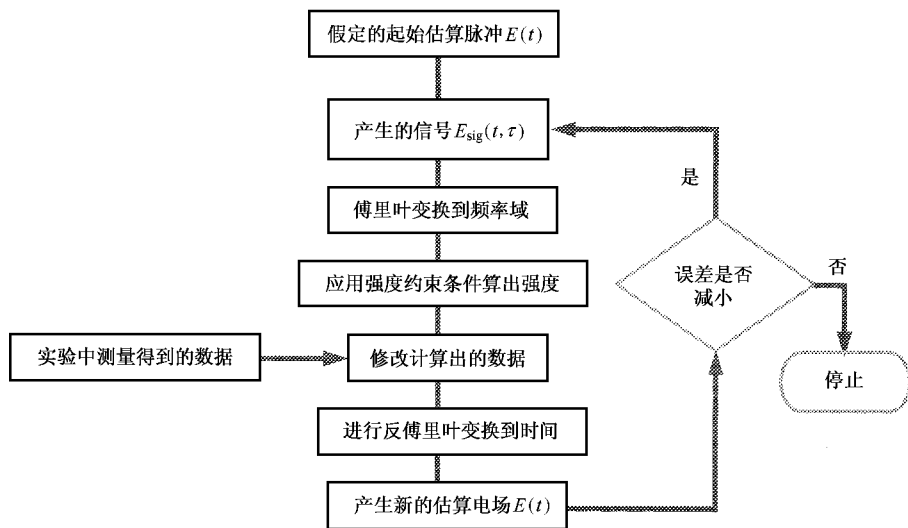 假定的起始估算脉冲E(t)
产生的信号E_sig(t,τ)
傅里叶变换到频率域
应用强度约束条件算出强度
实验中测量得到的数据
修改计算出的数据
进行反傅里叶变换到时间
产生新的估算电场E(t)
误差是否
减小
是
否
停止